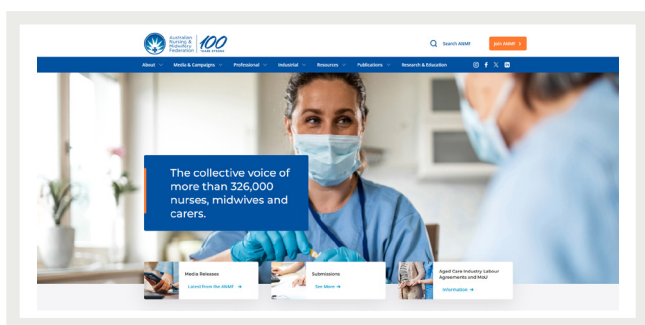 Australian
Nursing &
Midwifery
Federation
100
YEARS STRONG
Search ANMF
Join ANMF >
About
Media & Campaigns
Professional
Industrial
Resources
Publications
Research & Education
The collective voice of
more than 326,000
nurses, midwives and
carers.
Media Releases
Latest from the ANMF →
Submissions
See More →
Aged Care Industry Labour
Agreements and MoU
Information →